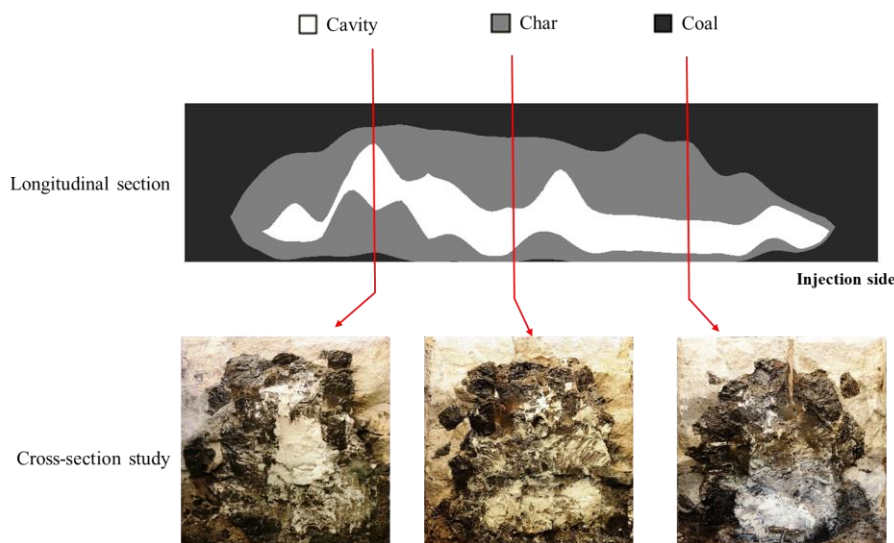 Cavity
Char
Coal
Longitudinal section
Injection side
Cross-section study